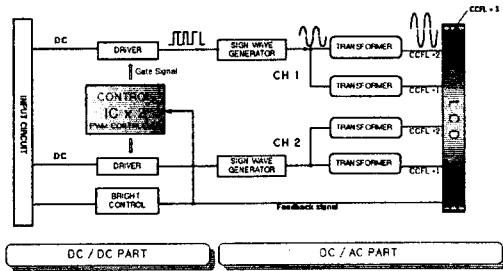 CCFL - 3
DC
DRIVER
SIGN WAVE
GENERATOR
TRANSFORMER
CCFL -2
Gate Signal
CH 1
TRANSFORMER
CCFL -1
INPUT CIRCUIT
CONTROL
IC x 2
LCD
CH 2
TRANSFORMER
CCFL -2
DC
DRIVER
SIGN WAVE
GENERATOR
TRANSFORMER
CCFL -1
BRIGHT
CONTROL
Feedback signal
DC / DC PART
DC / AC PART